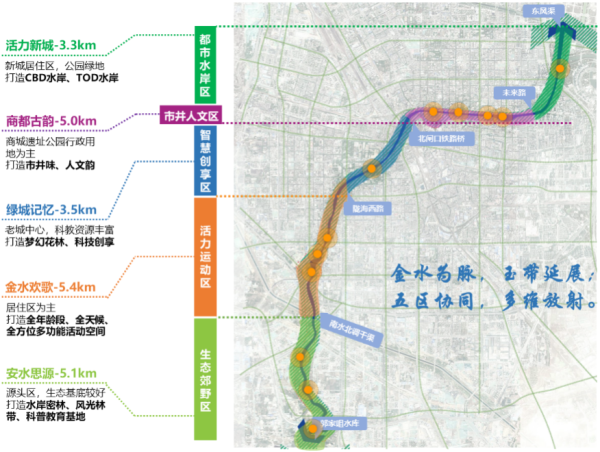 活力新城-3.3km
新城居住区，公园绿地
打造CBD水岸、TOD水岸
商都古韵-5.0km
商城遗址公园行政用
地为主
打造市井味、人文韵
绿城记忆-3.5km
老城中心，科教资源丰富
打造梦幻花林、科技创享
金水欢歌-5.4km
居住区为主
打造全年龄段、全天候、
全方位多功能活动空间
安水思源-5.1km
源头区，生态基底较好
打造水岸密林、风光林
带、科普教育基地
都市水岸区
市井人文区
智慧创享区
活力运动区
生态郊野区
东风渠
未来路
北闸口铁路桥
陇海西路
南水北调干渠
郭家咀水库
金水为脉，玉带延展；
五区协同，多维放射。